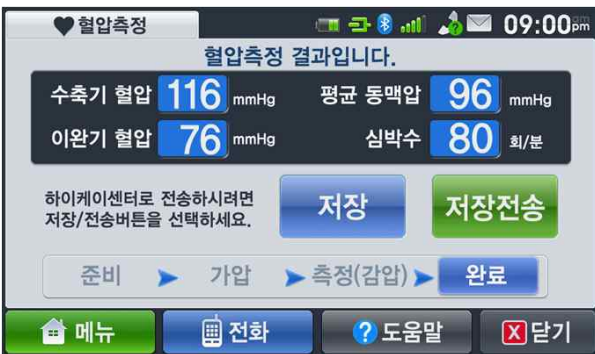 혈압측정
09:00pm
혈압측정 결과입니다.
수축기 혈압 116 mmHg 평균 동맥압 96 mmHg
이완기 혈압 76 mmHg 심박수 80 회/분
하이케이센터로 전송하시려면
저장/전송버튼을 선택하세요.
저장
저장전송
준비 가압 측정(감압) 완료
메뉴 전화 ? 도움말 X 닫기